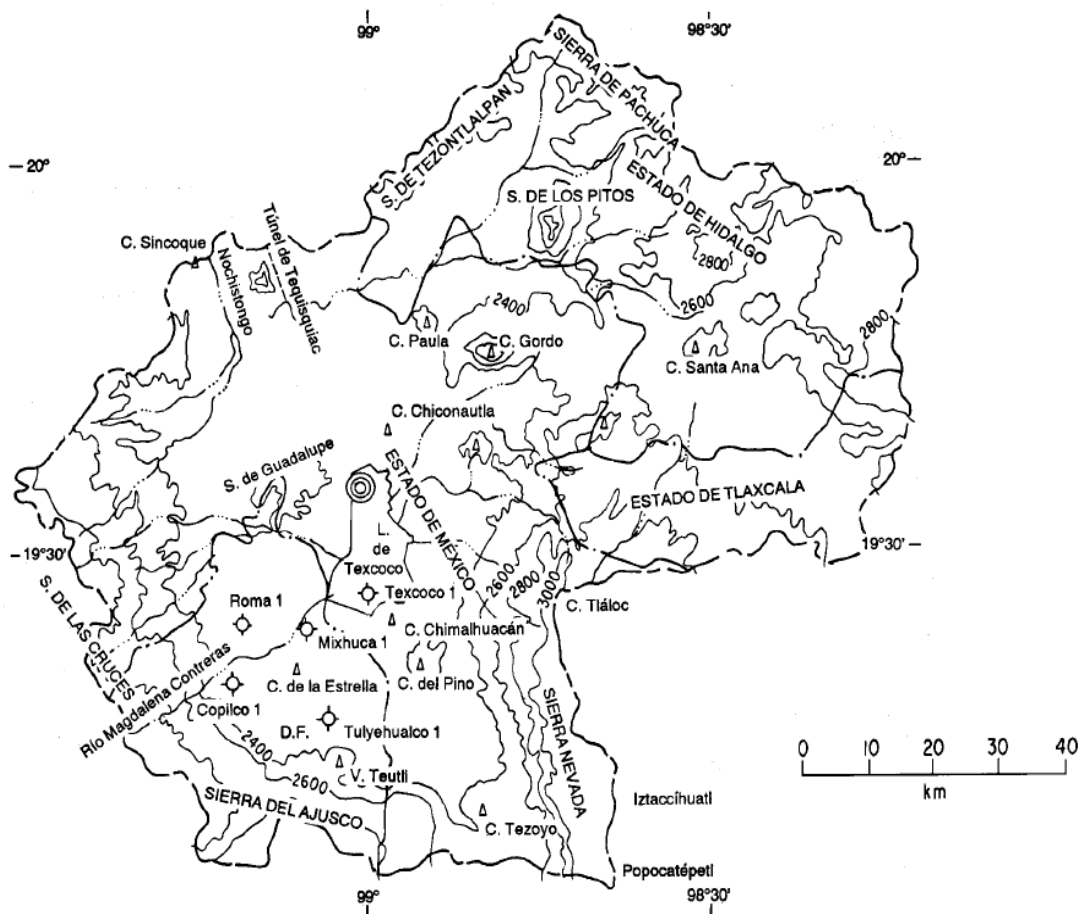 99°
98°30'
SIERRA DE PACHUCA
S. DE TEZONTLALPAN
20°
20°
ESTADO DE HIDALGO
S. DE LOS PITOS
Túnel de Tequisquiac
C. Sincoque
Nochistongo
2800
2400
2600
2800
C. Paula
C. Gordo
C. Santa Ana
C. Chiconautla
S. de Guadalupe
ESTADO DE MÉXICO
ESTADO DE TLAXCALA
L.
de
Texcoco
19°30'
19°30'
2600
2800
3000
Texcoco 1
C. Tláloc
Roma 1
S. DE LAS CRUCES
C. Chimalhuacán
Mixhuca 1
Río Magdalena Contreras
C. de la Estrella
C. del Pino
Copilco 1
SIERRA NEVADA
D.F.
Tulyehualco 1
2400
2600
V. Teutli
0 10 20 30 40
km
SIERRA DEL AJUSCO
Iztaccíhuatl
C. Tezoyo
Popocatépetl
99°
98°30'